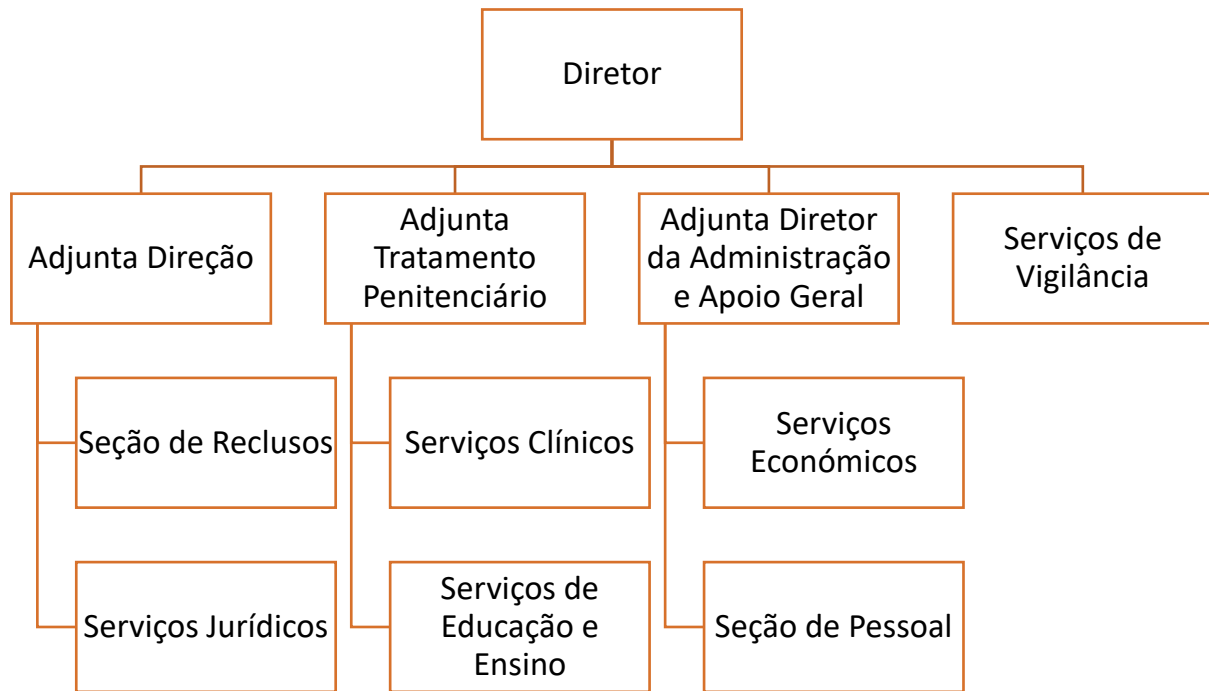 Diretor
Adjunta Direção
Adjunta
Tratamento
Penitenciário
Adjunta Diretor
da Administração
e Apoio Geral
Serviços de
Vigilância
Seção de Reclusos
Serviços Clínicos
Serviços
Económicos
Serviços Jurídicos
Serviços de
Educação e
Ensino
Seção de Pessoal